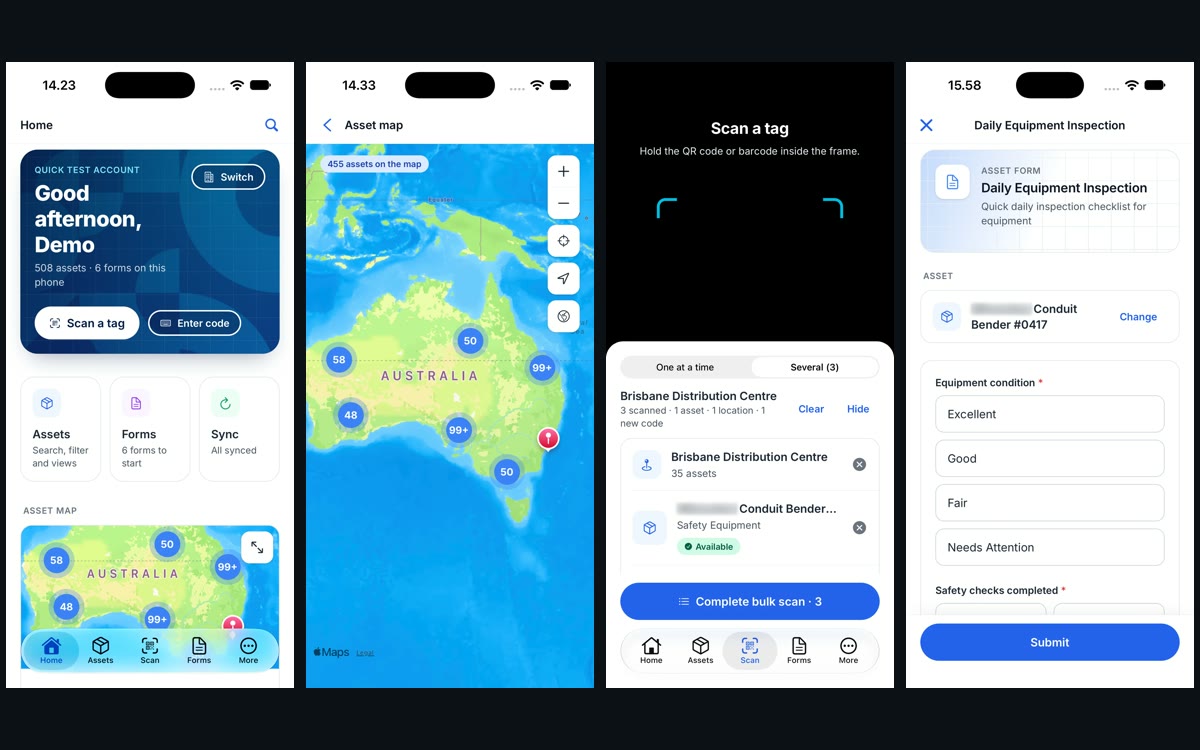 14.23
Home
QUICK TEST ACCOUNT
Switch
Good
afternoon,
Demo
508 assets · 6 forms on this
phone
Scan a tag
Enter code
Assets
Search, filter
and views
Forms
6 forms to
start
Sync
All synced
ASSET MAP
50
58
99+
AUSTRALIA
48
99+
Home
Assets
Scan
Forms
More
14.33
Asset map
455 assets on the map
50
58
99+
AUSTRALIA
48
99+
50
Maps
Legal
Scan a tag
Hold the QR code or barcode inside the frame.
One at a time
Several (3)
Brisbane Distribution Centre
3 scanned · 1 asset · 1 location · 1
new code
Clear
Hide
Brisbane Distribution Centre
35 assets
Conduit Bender...
Safety Equipment
Available
Complete bulk scan · 3
Home
Assets
Scan
Forms
More
15.58
Daily Equipment Inspection
ASSET FORM
Daily Equipment Inspection
Quick daily inspection checklist for
equipment
ASSET
Conduit
Bender #0417
Change
Equipment condition *
Excellent
Good
Fair
Needs Attention
Safety checks completed *
Submit